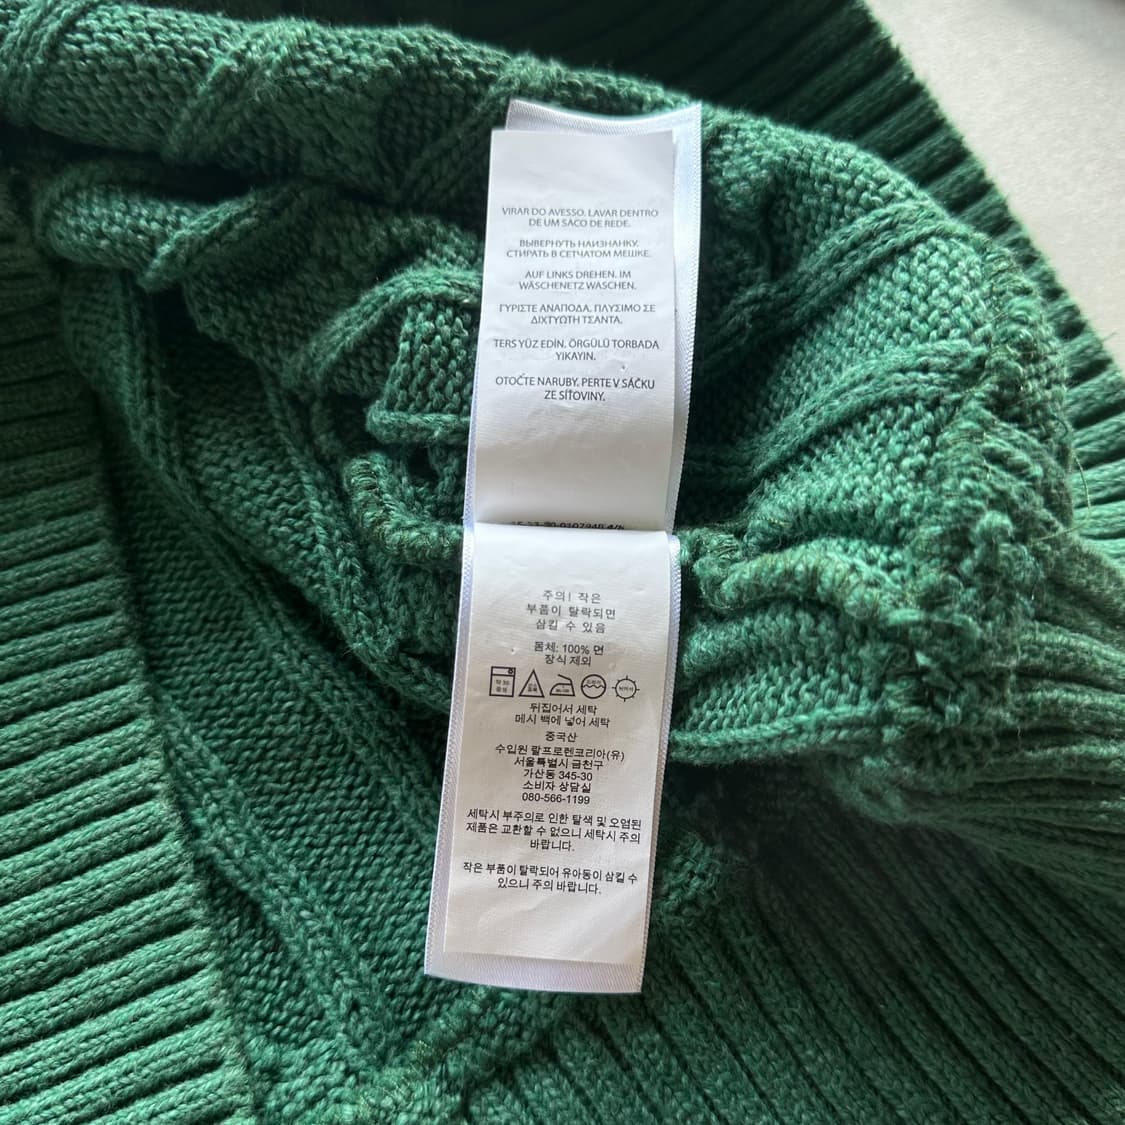 VIRAR DO AVESSO. LAVAR DENTRO
DE UM SACO DE REDE.
ВЫВЕРНУТЬ НАИЗНАНКУ.
СТИРАТЬ В СЕТЧАТОМ МЕШКЕ.
AUF LINKS DREHEN. IM
WÄSCHENETZ WASCHEN.
ΓΥΡΙΣΤΕ ΑΝΑΠΟΔΑ, ΠΛΥΣΙΜΟ ΣΕ
ΔΙΧΤΥΩΤΗ ΤΣΑΝΤΑ.
TERS YÜZ EDİN. ÖRGÜLÜ TORBADA
YIKAYIN.
OTOČTE NARUBY. PERTE V SÁČKU
ZE SÍŤOVINY.
주의! 작은
부품이 탈락되면
삼킬 수 있음
몸체: 100% 면
장식 제외
뒤집어서 세탁
메시 백에 넣어 세탁
중국산
수입원 랄프로렌코리아(유)
서울특별시 금천구
가산동 345-30
소비자 상담실
080-566-1199
세탁시 부주의로 인한 탈색 및 오염된
제품은 교환할 수 없으니 세탁시 주의
바랍니다.
작은 부품이 탈락되어 유아동이 삼킬 수
있으니 주의 바랍니다.